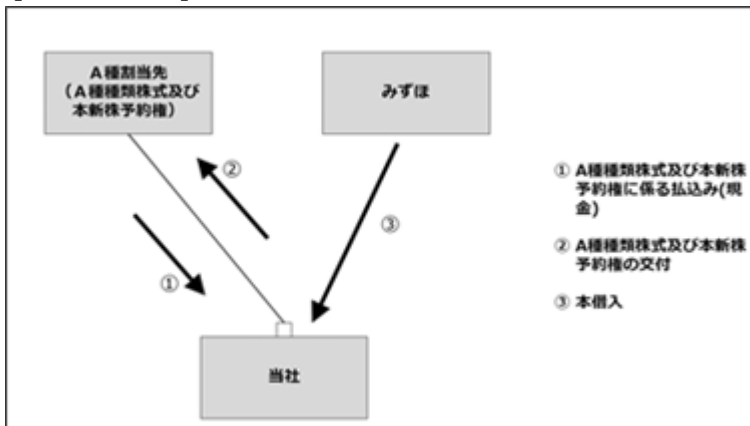 A種割当先
(A種種類株式及び
本新株予約権)
みずほ
②
③
①
当社
① A種種類株式及び本新株
予約権に係る払込み(現
金)
② A種種類株式及び本新株
予約権の交付
③ 本借入